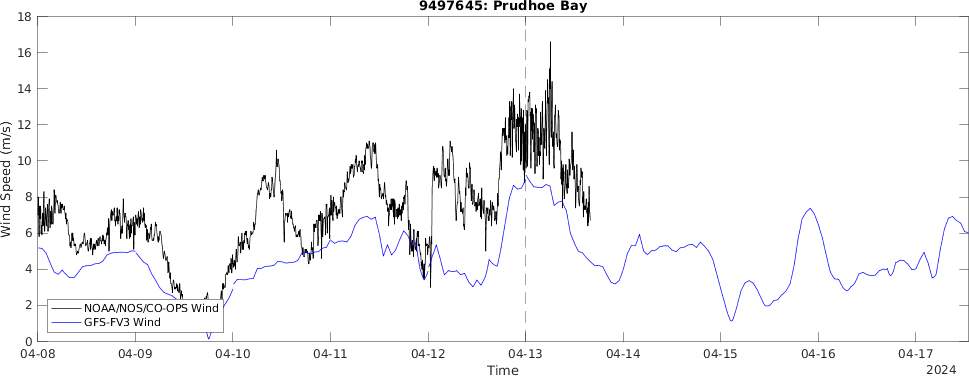 9497645: Prudhoe Bay
18
16
14
12
10
8
6
4
2
0
Wind Speed (m/s)
NOAA/NOS/CO-OPS Wind
GFS-FV3 Wind
04-08 04-09 04-10 04-11 04-12 04-13 04-14 04-15 04-16 04-17
Time
2024